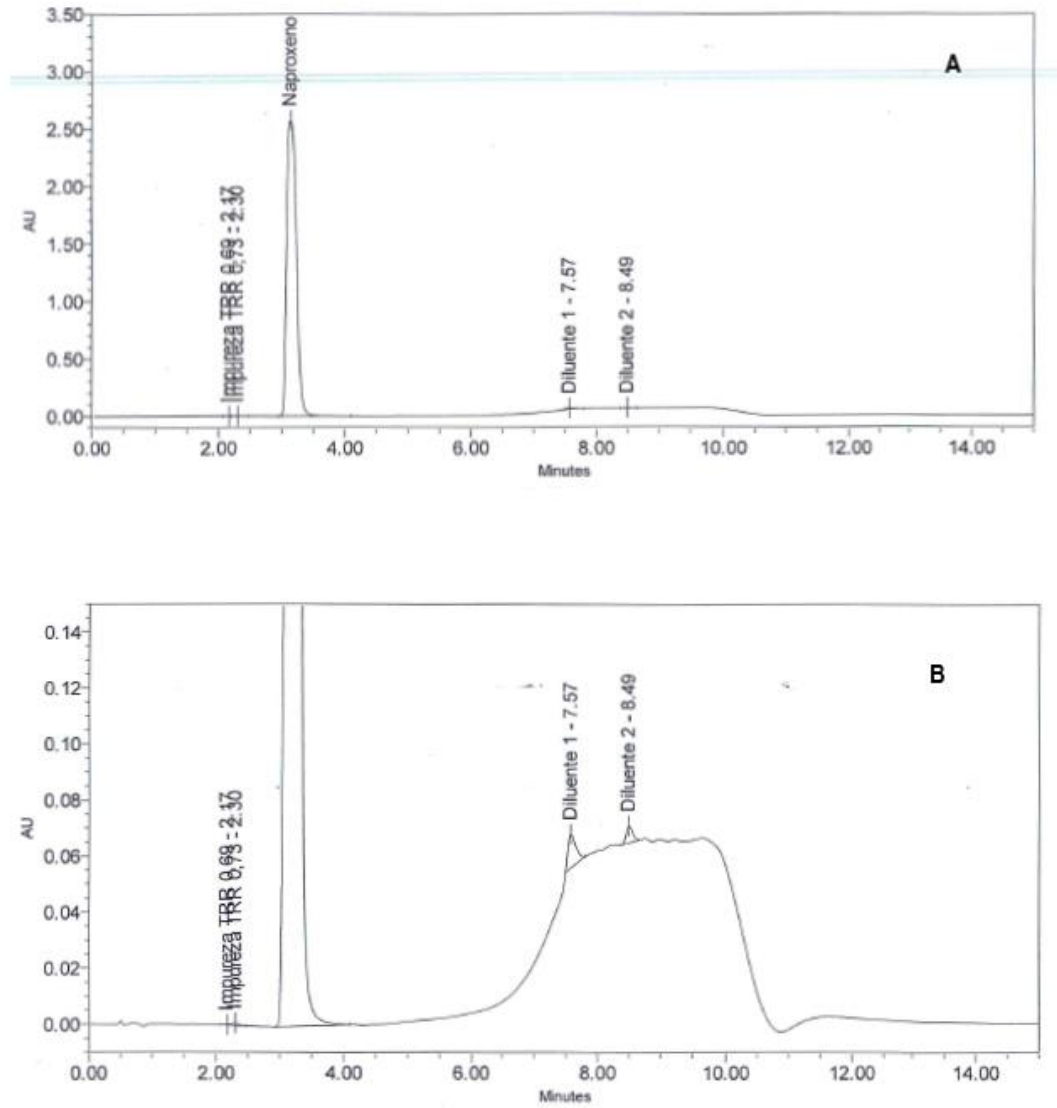 3.50
A
3.00
2.50
2.00
1.50
1.00
0.50
0.00
AU
Impureza TRR 0,69 - 2.17
Impureza TRR 0,73 - 2.30
Naproxeno
Diluente 1 - 7.57
Diluente 2 - 8.49
0.00 2.00 4.00 6.00 8.00 10.00 12.00 14.00
Minutes
B
0.14
0.12
0.10
0.08
0.06
0.04
0.02
0.00
AU
Impureza TRR 0,69 - 2.17
Impureza TRR 0,73 - 2.30
Diluente 1 - 7.57
Diluente 2 - 8.49
0.00 2.00 4.00 6.00 8.00 10.00 12.00 14.00
Minutes